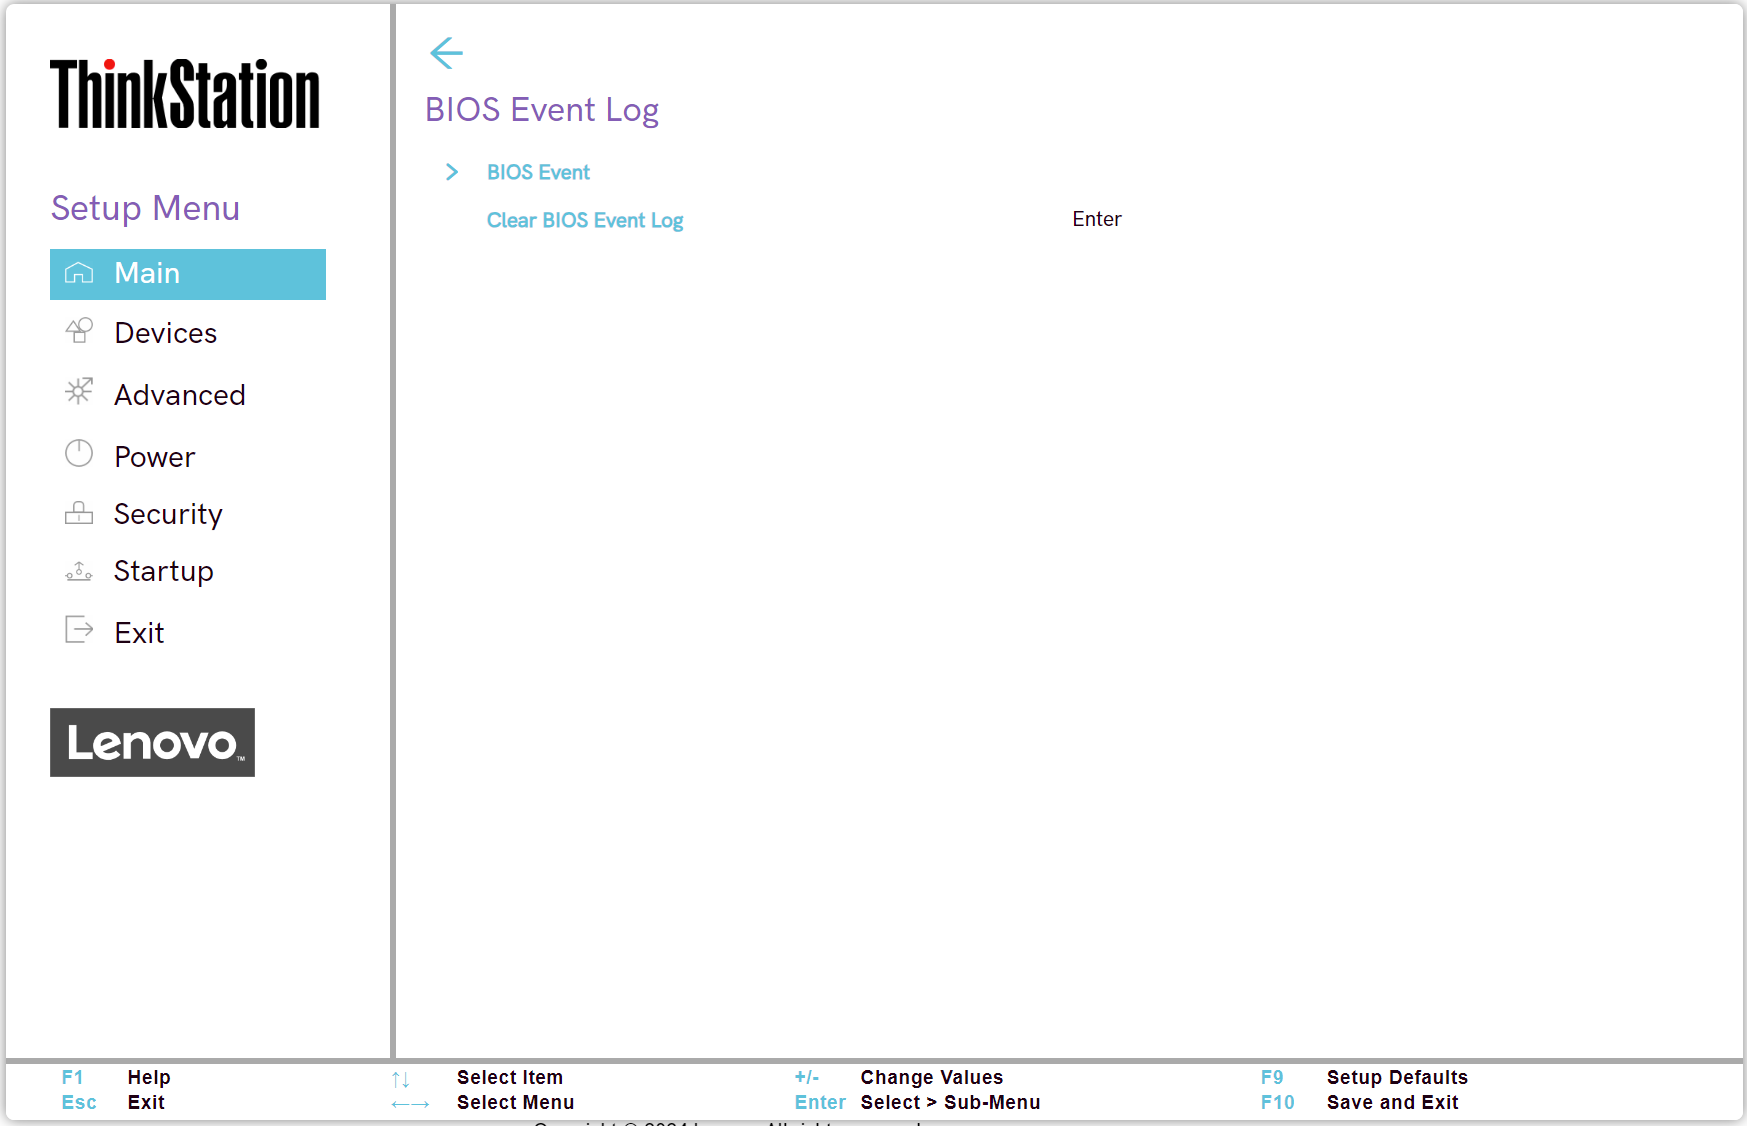 ThinkStation
Setup Menu
Main
Devices
Advanced
Power
Security
Startup
Exit
Lenovo™
BIOS Event Log
BIOS Event
Clear BIOS Event Log Enter
F1 Help ↑↓ Select Item +/- Change Values F9 Setup Defaults
Esc Exit ←→ Select Menu Enter Select > Sub-Menu F10 Save and Exit